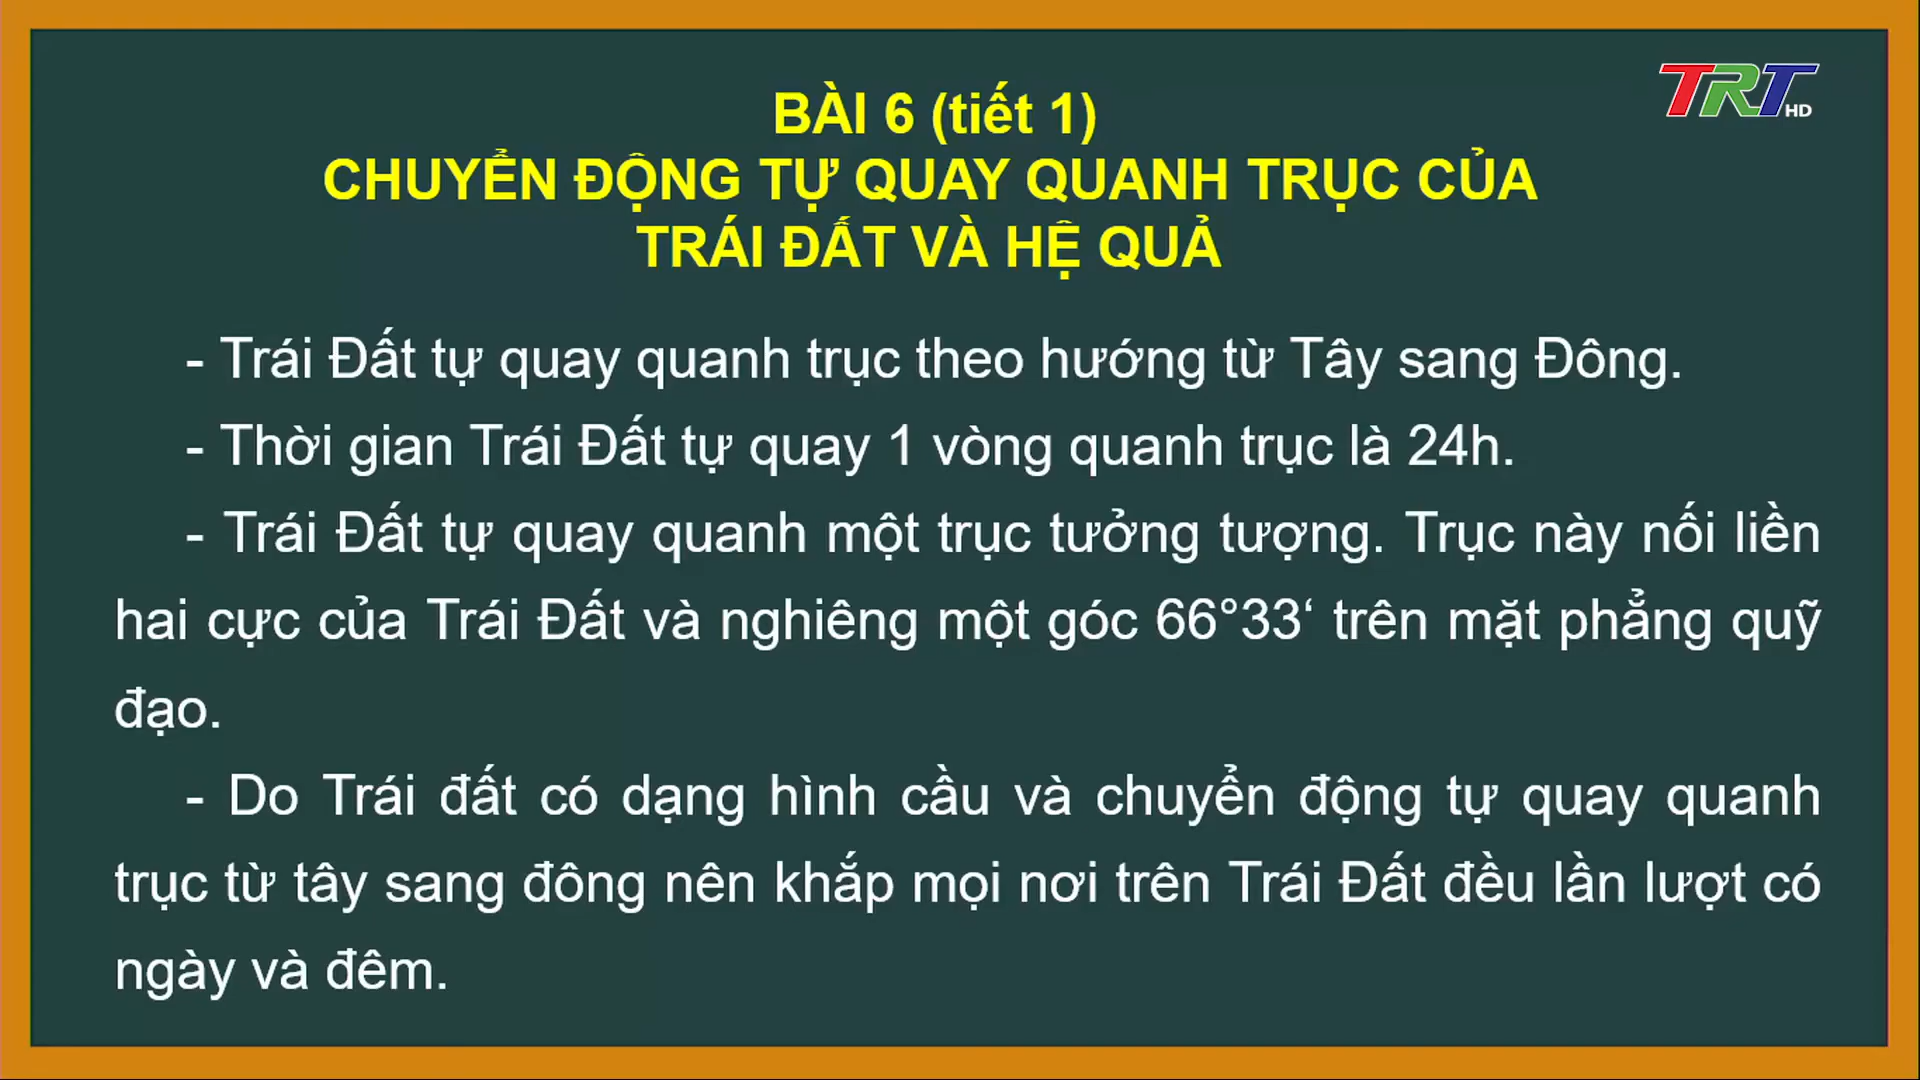 TRT HD
BÀI 6 (tiết 1)
CHUYỂN ĐỘNG TỰ QUAY QUANH TRỤC CỦA
TRÁI ĐẤT VÀ HỆ QUẢ
- Trái Đất tự quay quanh trục theo hướng từ Tây sang Đông.
- Thời gian Trái Đất tự quay 1 vòng quanh trục là 24h.
- Trái Đất tự quay quanh một trục tưởng tượng. Trục này nối liền
hai cực của Trái Đất và nghiêng một góc 66°33‘ trên mặt phẳng quỹ
đạo.
- Do Trái đất có dạng hình cầu và chuyển động tự quay quanh
trục từ tây sang đông nên khắp mọi nơi trên Trái Đất đều lần lượt có
ngày và đêm.